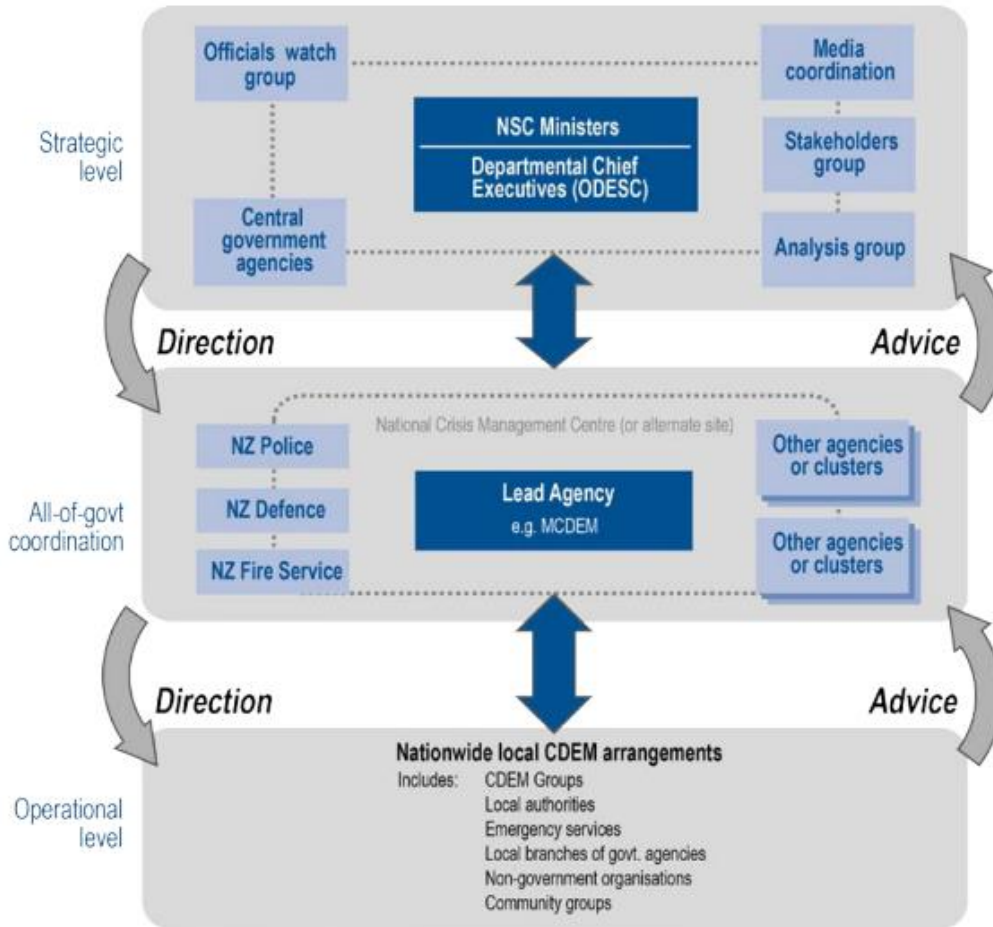 Officials watch
group
Media
coordination
NSC Ministers
Departmental Chief
Executives (ODESC)
Strategic
level
Stakeholders
group
Central
government
agencies
Analysis group
Direction
Advice
National Crisis Management Centre (or alternate site)
NZ Police
Other agencies
or clusters
Lead Agency
e.g. MCDEM
All-of-govt
coordination
NZ Defence
NZ Fire Service
Other agencies
or clusters
Direction
Advice
Nationwide local CDEM arrangements
Includes: CDEM Groups
Local authorities
Emergency services
Local branches of govt. agencies
Non-government organisations
Community groups
Operational
level